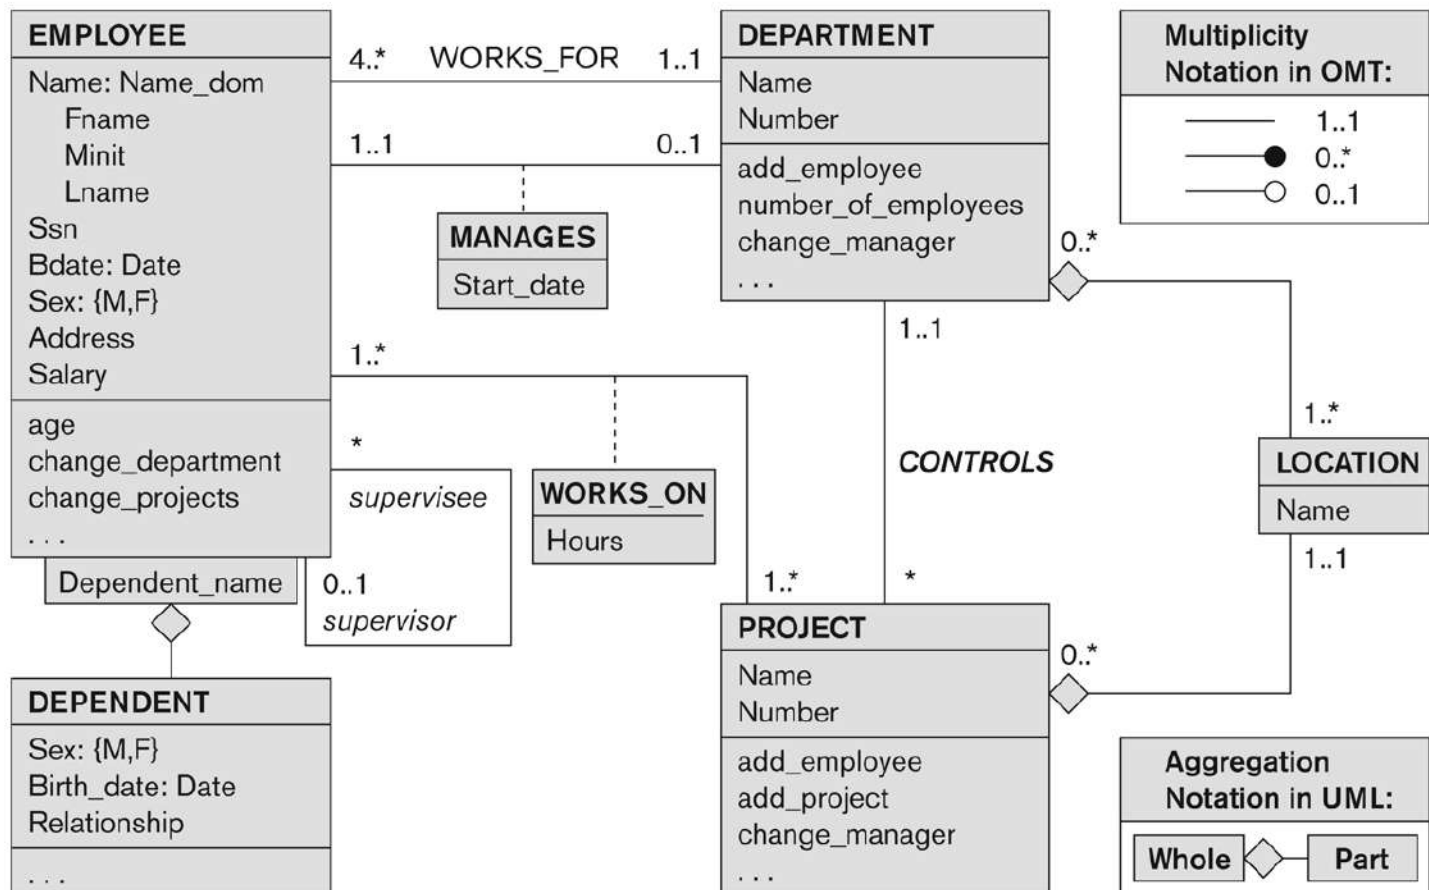 EMPLOYEE
Name: Name_dom
Fname
Minit
Lname
Ssn
Bdate: Date
Sex: {M,F}
Address
Salary
age
change_department
change_projects
. . .
Dependent_name
4..*
WORKS_FOR
1..1
1..1
0..1
MANAGES
Start_date
1..*
*
supervisee
0..1
supervisor
WORKS_ON
Hours
1..*
DEPARTMENT
Name
Number
add_employee
number_of_employees
change_manager
. . .
0..*
1..1
CONTROLS
*
Multiplicity
Notation in OMT:
1..1
0..*
0..1
1..*
LOCATION
Name
1..1
DEPENDENT
Sex: {M,F}
Birth_date: Date
Relationship
. . .
PROJECT
Name
Number
add_employee
add_project
change_manager
. . .
0..*
Aggregation
Notation in UML:
Whole
Part